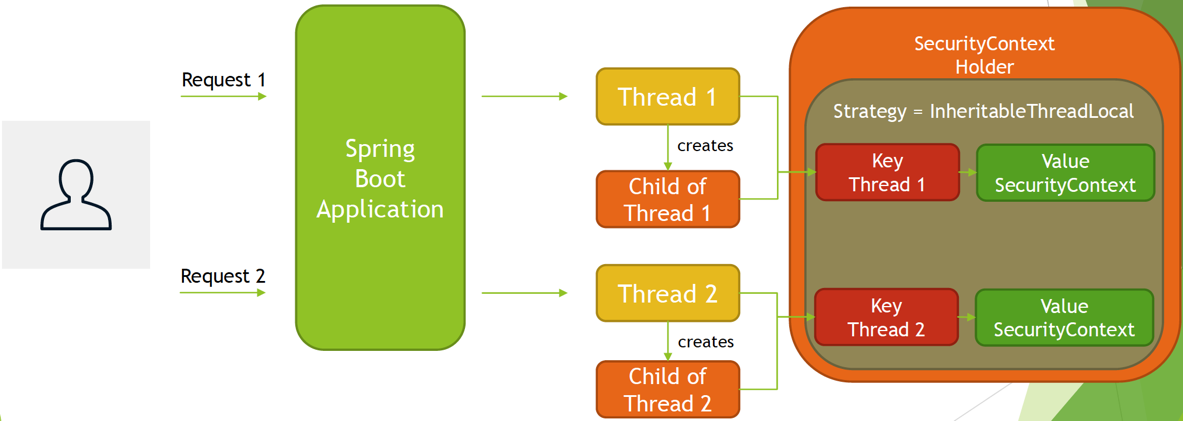 Request 1
Request 2
Spring
Boot
Application
Thread 1
creates
Child of
Thread 1
Thread 2
creates
Child of
Thread 2
SecurityContext
Holder
Strategy = InheritableThreadLocal
Key
Thread 1
Value
SecurityContext
Key
Thread 2
Value
SecurityContext